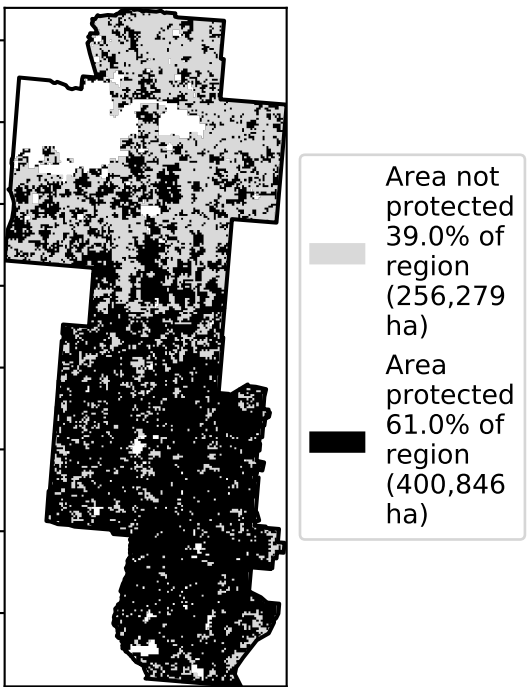 Area not
protected
39.0% of
region
(256,279
ha)
Area
protected
61.0% of
region
(400,846
ha)